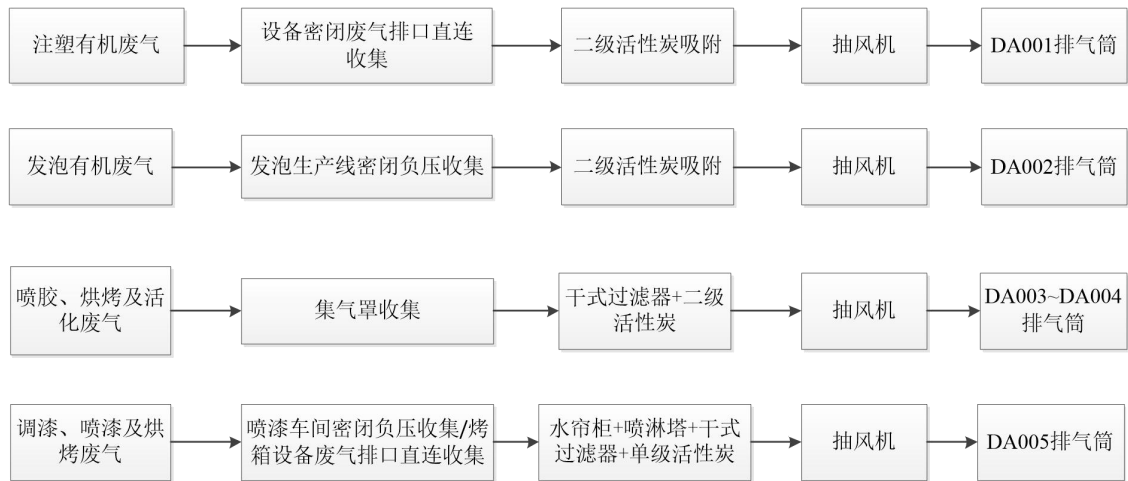 注塑有机废气
设备密闭废气排口直连
收集
二级活性炭吸附
抽风机
DA001排气筒
发泡有机废气
发泡生产线密闭负压收集
二级活性炭吸附
抽风机
DA002排气筒
喷胶、烘烤及活
化废气
集气罩收集
干式过滤器+二级
活性炭
抽风机
DA003~DA004
排气筒
调漆、喷漆及烘
烤废气
喷漆车间密闭负压收集/烤
箱设备废气排口直连收集
水帘柜+喷淋塔+干式
过滤器+单级活性炭
抽风机
DA005排气筒